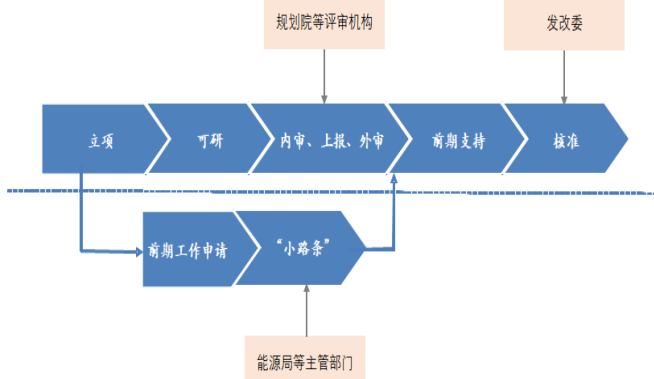 规划院等评审机构
发改委
立项
可研
内审、上报、外审
前期支持
核准
前期工作申请
“小路条”
能源局等主管部门